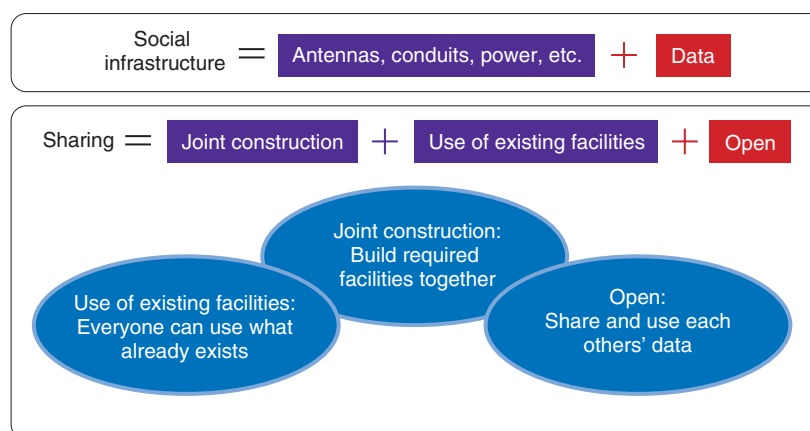 Social
infrastructure = Antennas, conduits, power, etc. + Data
Sharing = Joint construction + Use of existing facilities + Open
Joint construction:
Build required
facilities together
Use of existing facilities:
Everyone can use what
already exists
Open:
Share and use each
others’ data